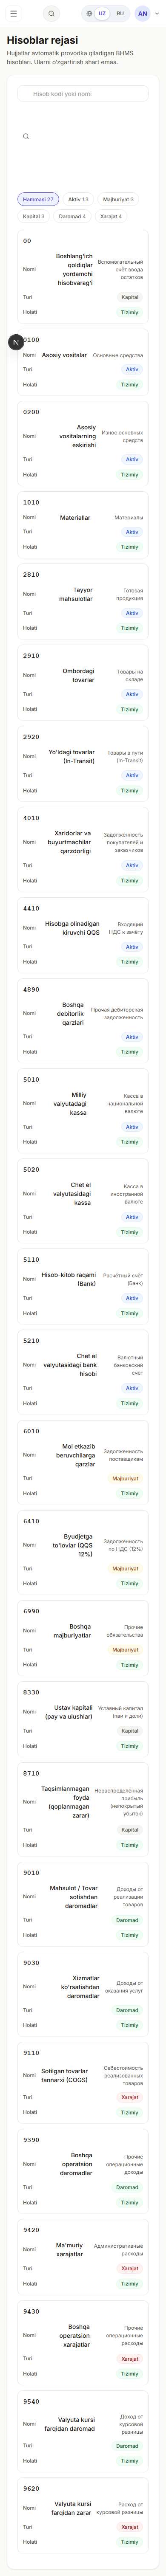 UZ RU AN
Hisoblar rejasi
Hujjatlar avtomatik provodka qiladigan BHMS
hisoblari. Ularni o'zgartirish shart emas.
Hisob kodi yoki nomi
Hammasi 27 Aktiv 13 Majburiyat 3
Kapital 3 Daromad 4 Xarajat 4
00
Nomi
Boshlang'ich
qoldiqlar
yordamchi
hisobvarag'i
Вспомогательный
счёт ввода
остатков
Turi Kapital
Holati Tizimiy
N
0100
Nomi Asosiy vositalar Основные средства
Turi Aktiv
Holati Tizimiy
0200
Nomi
Asosiy
vositalarning
eskirishi
Износ основных
средств
Turi Aktiv
Holati Tizimiy
1010
Nomi Materiallar Материалы
Turi Aktiv
Holati Tizimiy
2810
Nomi
Tayyor
mahsulotlar
Готовая
продукция
Turi Aktiv
Holati Tizimiy
2910
Nomi
Ombordagi
tovarlar
Товары на
складе
Turi Aktiv
Holati Tizimiy
2920
Nomi
Yo'ldagi tovarlar
(In-Transit)
Товары в пути
(In-Transit)
Turi Aktiv
Holati Tizimiy
4010
Nomi
Xaridorlar va
buyurtmachilar
qarzdorligi
Задолженность
покупателей и
заказчиков
Turi Aktiv
Holati Tizimiy
4410
Nomi
Hisobga olinadigan
kiruvchi QQS
Входящий
НДС к зачёту
Turi Aktiv
Holati Tizimiy
4890
Nomi
Boshqa
debitorlik
qarzlari
Прочая дебиторская
задолженность
Turi Aktiv
Holati Tizimiy
5010
Nomi
Milliy
valyutadagi
kassa
Касса в
национальной
валюте
Turi Aktiv
Holati Tizimiy
5020
Nomi
Chet el
valyutasidagi
kassa
Касса в
иностранной
валюте
Turi Aktiv
Holati Tizimiy
5110
Nomi
Hisob-kitob raqami
(Bank)
Расчётный счёт
(Банк)
Turi Aktiv
Holati Tizimiy
5210
Nomi
Chet el
valyutasidagi bank
hisobi
Валютный
банковский
счёт
Turi Aktiv
Holati Tizimiy
6010
Nomi
Mol etkazib
beruvchilarga
qarzlar
Задолженность
поставщикам
Turi Majburiyat
Holati Tizimiy
6410
Nomi
Byudjetga
to'lovlar (QQS
12%)
Задолженность
по НДС (12%)
Turi Majburiyat
Holati Tizimiy
6990
Nomi
Boshqa
majburiyatlar
Прочие
обязательства
Turi Majburiyat
Holati Tizimiy
8330
Nomi
Ustav kapitali
(pay va ulushlar)
Уставный капитал
(паи и доли)
Turi Kapital
Holati Tizimiy
8710
Nomi
Taqsimlanmagan
foyda
(qoplanmagan
zarar)
Нераспределённая
прибыль
(непокрытый
убыток)
Turi Kapital
Holati Tizimiy
9010
Nomi
Mahsulot / Tovar
sotishdan
daromadlar
Доходы от
реализации
товаров
Turi Daromad
Holati Tizimiy
9030
Nomi
Xizmatlar
ko'rsatishdan
daromadlar
Доходы от
оказания услуг
Turi Daromad
Holati Tizimiy
9110
Nomi
Sotilgan tovarlar
tannarxi (COGS)
Себестоимость
реализованных
товаров
Turi Xarajat
Holati Tizimiy
9390
Nomi
Boshqa
operatsion
daromadlar
Прочие
операционные
доходы
Turi Daromad
Holati Tizimiy
9420
Nomi
Ma'muriy
xarajatlar
Административные
расходы
Turi Xarajat
Holati Tizimiy
9430
Nomi
Boshqa
operatsion
xarajatlar
Прочие
операционные
расходы
Turi Xarajat
Holati Tizimiy
9540
Nomi
Valyuta kursi
farqidan daromad
Доход от
курсовой
разницы
Turi Daromad
Holati Tizimiy
9620
Nomi
Valyuta kursi
farqidan zarar
Расход от
курсовой разницы
Turi Xarajat
Holati Tizimiy